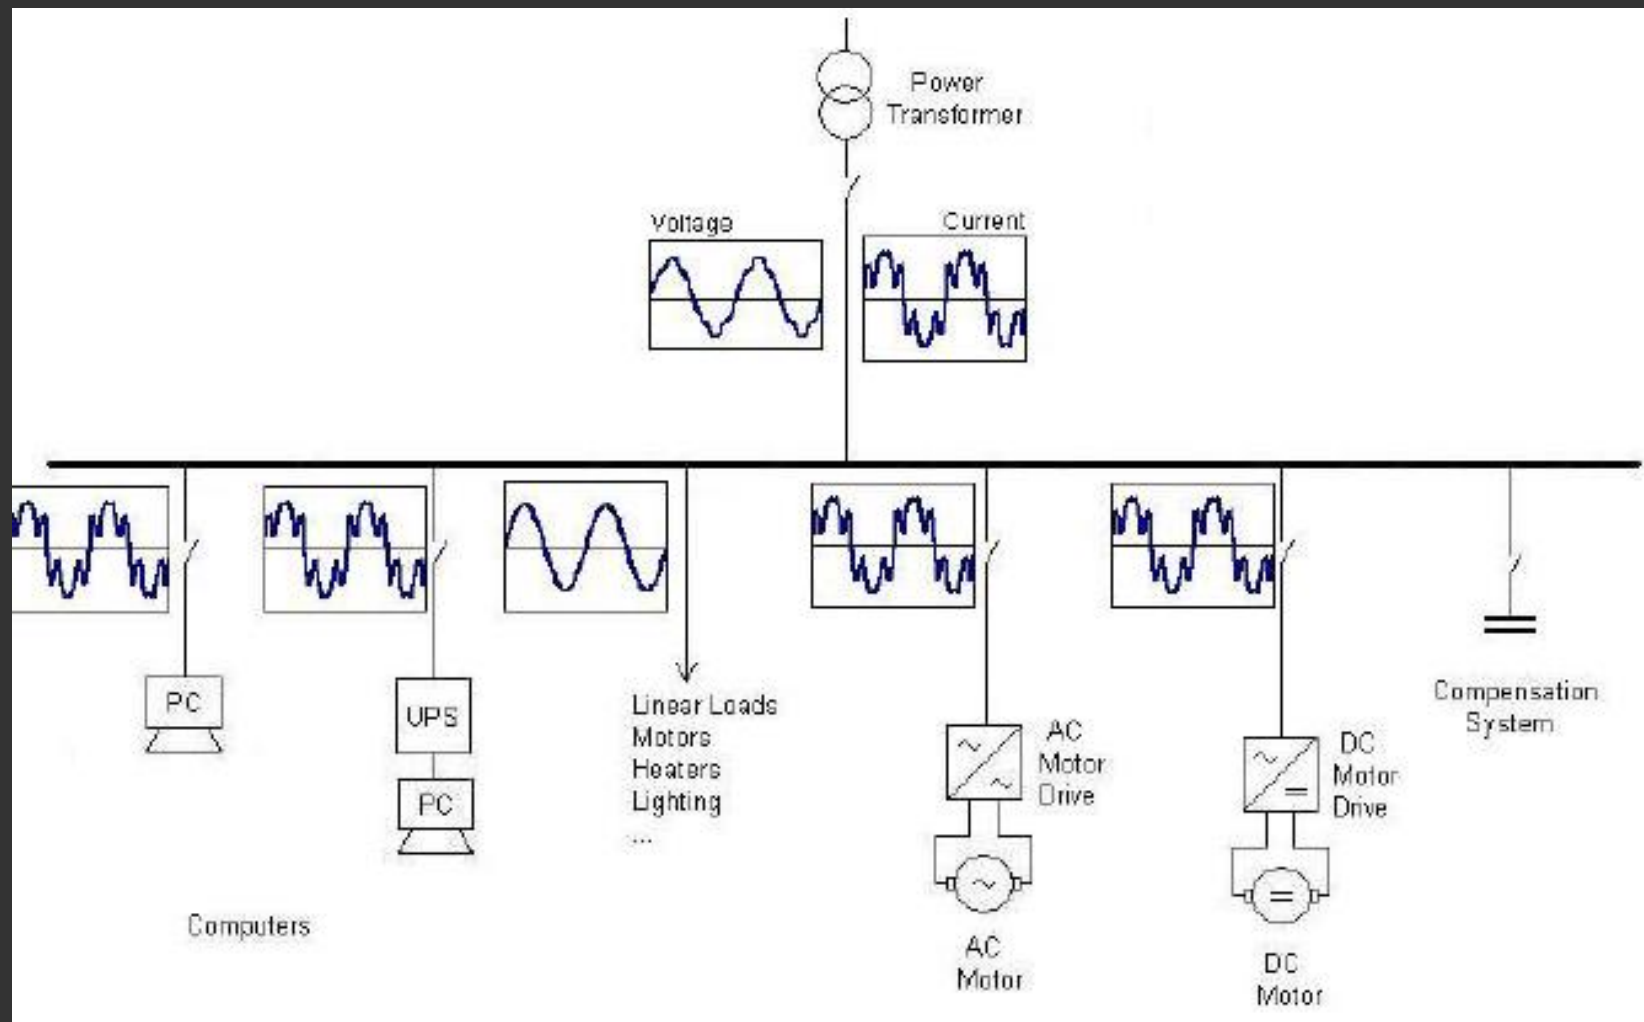 Power
Transformer
Voltage
Current
PC
UPS
PC
Linear Loads
Motors
Heaters
Lighting
...
AC
Motor
Drive
DC
Motor
Drive
Compensation
System
Computers
AC
Motor
DC
Motor